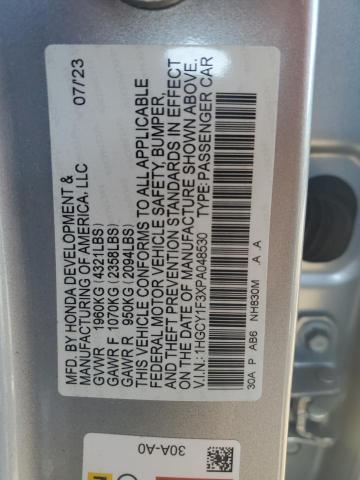 MFD. BY HONDA DEVELOPMENT &
MANUFACTURING OF AMERICA, LLC 07/23
GVWR 1960KG (4321LBS)
GAWR F 1070KG (2358LBS)
GAWR R 950KG (2094LBS)
THIS VEHICLE CONFORMS TO ALL APPLICABLE
FEDERAL MOTOR VEHICLE SAFETY, BUMPER,
AND THEFT PREVENTION STANDARDS IN EFFECT
ON THE DATE OF MANUFACTURE SHOWN ABOVE.
V.I.N.: 1HGCY1F3XPA048530 TYPE: PASSENGER CAR
30A P AB6 NH830M A A
30A-A0